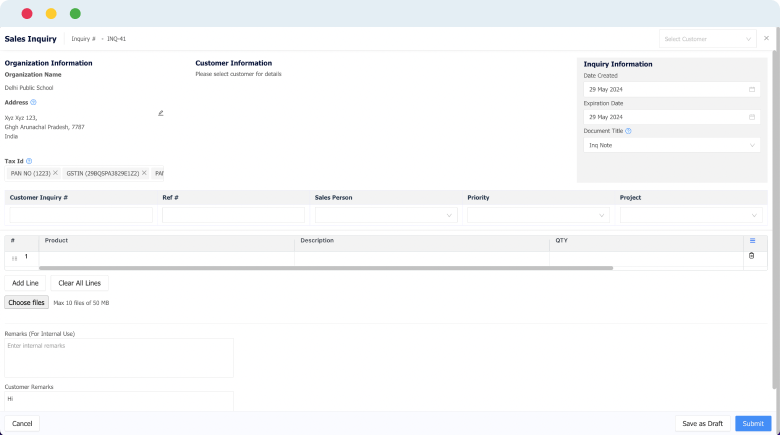 Sales Inquiry
Inquiry # - INQ-41
Select Customer
Organization Information
Organization Name
Delhi Public School
Address
Xyz Xyz 123,
Ghgh Arunachal Pradesh, 7787
India
Tax Id
PAN NO (1223) × GSTIN (29BQSPA3829E1Z2) ×
Customer Information
Please select customer for details
Inquiry Information
Date Created
29 May 2024
Expiration Date
29 May 2024
Document Title
Inq Note
Customer Inquiry # Ref # Sales Person Priority Project
# Product Description QTY
1
Add Line Clear All Lines
Choose files Max 10 files of 50 MB
Remarks (For Internal Use)
Enter internal remarks
Customer Remarks
Hi
Cancel Save as Draft Submit